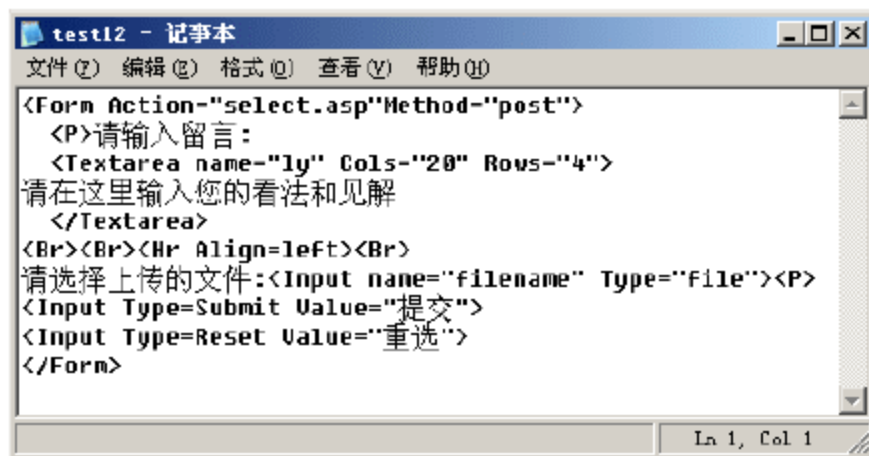 test12 - 记事本
文件(F) 编辑(E) 格式(O) 查看(V) 帮助(H)
<Form Action="select.asp"Method="post">
<P>请输入留言:
<Textarea name="ly" Cols="20" Rows="4">
请在这里输入您的看法和见解
</Textarea>
<Br><Br><Hr Align=left><Br>
请选择上传的文件:<Input name="filename" Type="file"><P>
<Input Type=Submit Value="提交">
<Input Type=Reset Value="重选">
</Form>
Ln 1, Col 1